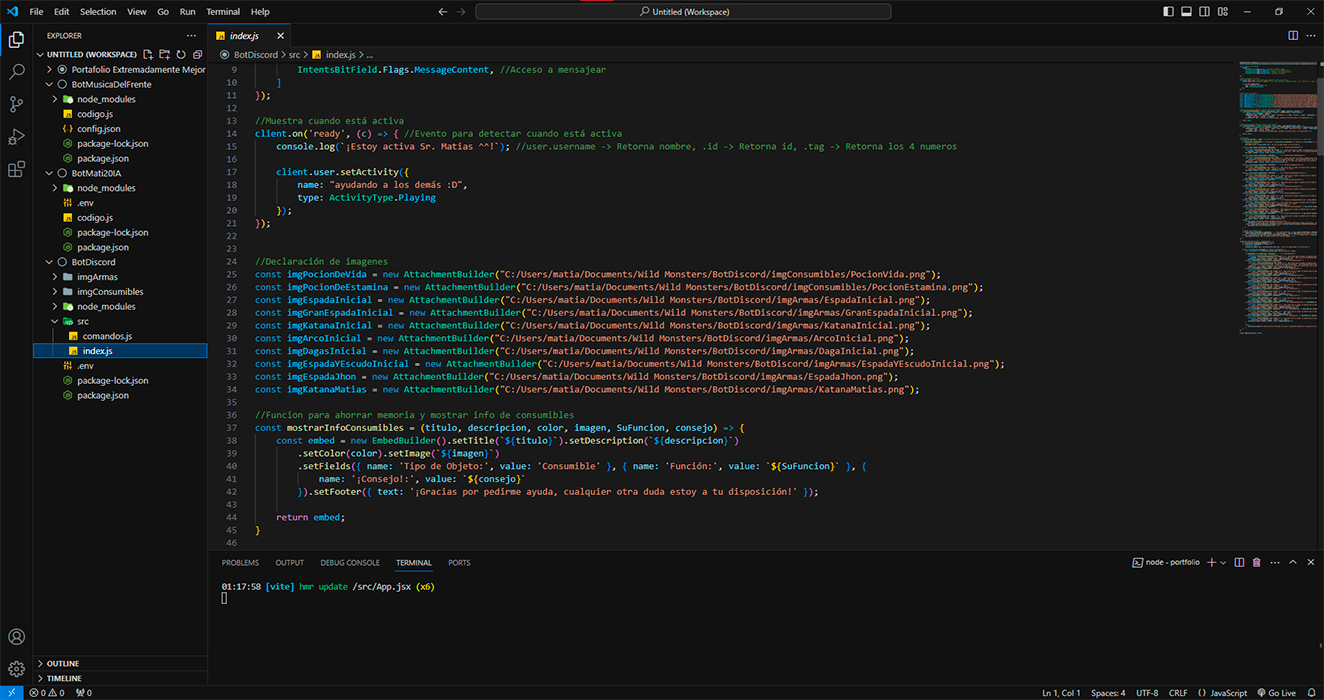 File Edit Selection View Go Run Terminal Help
Untitled (Workspace)
EXPLORER
UNTITLED (WORKSPACE)
Portafolio Extremadamente Mejor
BotMusicaDelFrente
node_modules
codigo.js
config.json
package-lock.json
package.json
BotMati20IA
node_modules
.env
codigo.js
package-lock.json
package.json
BotDiscord
imgArmas
imgConsumibles
node_modules
src
comandos.js
index.js
.env
package-lock.json
package.json
OUTLINE
TIMELINE
index.js
BotDiscord > src > index.js > ...
9 IntentsBitField.Flags.MessageContent, //Acceso a mensajear
10 ]
11 });
12
13 //Muestra cuando está activa
14 client.on('ready', (c) => { //Evento para detectar cuando está activa
15 console.log(`¡Estoy activa Sr. Matias ^^!`); //user.username -> Retorna nombre, .id -> Retorna id, .tag -> Retorna los 4 numeros
16
17 client.user.setActivity({
18 name: "ayudando a los demás :D",
19 type: ActivityType.Playing
20 });
21 });
22
23
24 //Declaración de imagenes
25 const imgPocionDeVida = new AttachmentBuilder("C:/Users/matia/Documents/Wild Monsters/BotDiscord/imgConsumibles/PocionVida.png");
26 const imgPocionDeEstamina = new AttachmentBuilder("C:/Users/matia/Documents/Wild Monsters/BotDiscord/imgConsumibles/PocionEstamina.png");
27 const imgEspadaInicial = new AttachmentBuilder("C:/Users/matia/Documents/Wild Monsters/BotDiscord/imgArmas/EspadaInicial.png");
28 const imgGranEspadaInicial = new AttachmentBuilder("C:/Users/matia/Documents/Wild Monsters/BotDiscord/imgArmas/GranEspadaInicial.png");
29 const imgKatanaInicial = new AttachmentBuilder("C:/Users/matia/Documents/Wild Monsters/BotDiscord/imgArmas/KatanaInicial.png");
30 const imgArcoInicial = new AttachmentBuilder("C:/Users/matia/Documents/Wild Monsters/BotDiscord/imgArmas/ArcoInicial.png");
31 const imgDagasInicial = new AttachmentBuilder("C:/Users/matia/Documents/Wild Monsters/BotDiscord/imgArmas/DagaInicial.png");
32 const imgEspadaYEscudoInicial = new AttachmentBuilder("C:/Users/matia/Documents/Wild Monsters/BotDiscord/imgArmas/EspadaYEscudoInicial.png");
33 const imgEspadaJhon = new AttachmentBuilder("C:/Users/matia/Documents/Wild Monsters/BotDiscord/imgArmas/EspadaJhon.png");
34 const imgKatanaMatias = new AttachmentBuilder("C:/Users/matia/Documents/Wild Monsters/BotDiscord/imgArmas/KatanaMatias.png");
35
36 //Funcion para ahorrar memoria y mostrar info de consumibles
37 const mostrarInfoConsumibles = (titulo, descripcion, color, imagen, SuFuncion, consejo) => {
38 const embed = new EmbedBuilder().setTitle(`${titulo}`).setDescription(`${descripcion}`)
39 .setColor(color).setImage(`${imagen}`)
40 .setFields({ name: 'Tipo de Objeto:', value: 'Consumible' }, { name: 'Función:', value: `${SuFuncion}` }, {
41 name: '¡Consejo!:', value: `${consejo}`
42 }).setFooter({ text: '¡Gracias por pedirme ayuda, cualquier otra duda estoy a tu disposición!' });
43
44 return embed;
45 }
46
PROBLEMS OUTPUT DEBUG CONSOLE TERMINAL PORTS
node - portfolio
01:17:58 [vite] hmr update /src/App.jsx (x6)
0 0 0 Ln 1, Col 1 Spaces: 4 UTF-8 CRLF {} JavaScript Go Live